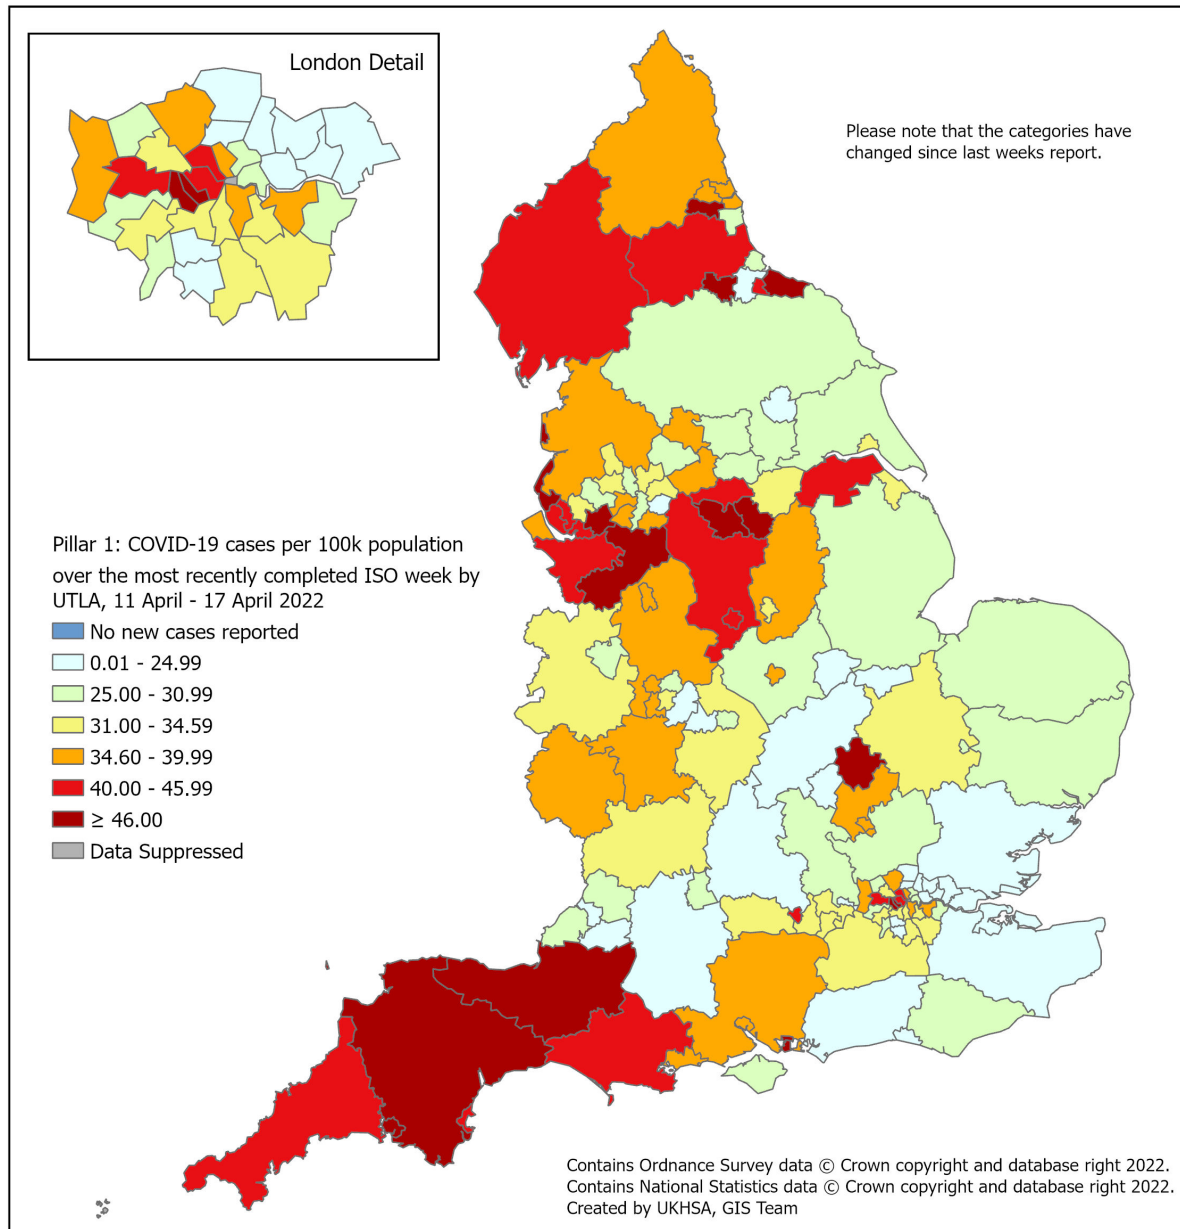 London Detail
Please note that the categories have
changed since last weeks report.
Pillar 1: COVID-19 cases per 100k population
over the most recently completed ISO week by
UTLA, 11 April - 17 April 2022
No new cases reported
0.01 - 24.99
25.00 - 30.99
31.00 - 34.59
34.60 - 39.99
40.00 - 45.99
≥ 46.00
Data Suppressed
Contains Ordnance Survey data © Crown copyright and database right 2022.
Contains National Statistics data © Crown copyright and database right 2022.
Created by UKHSA, GIS Team